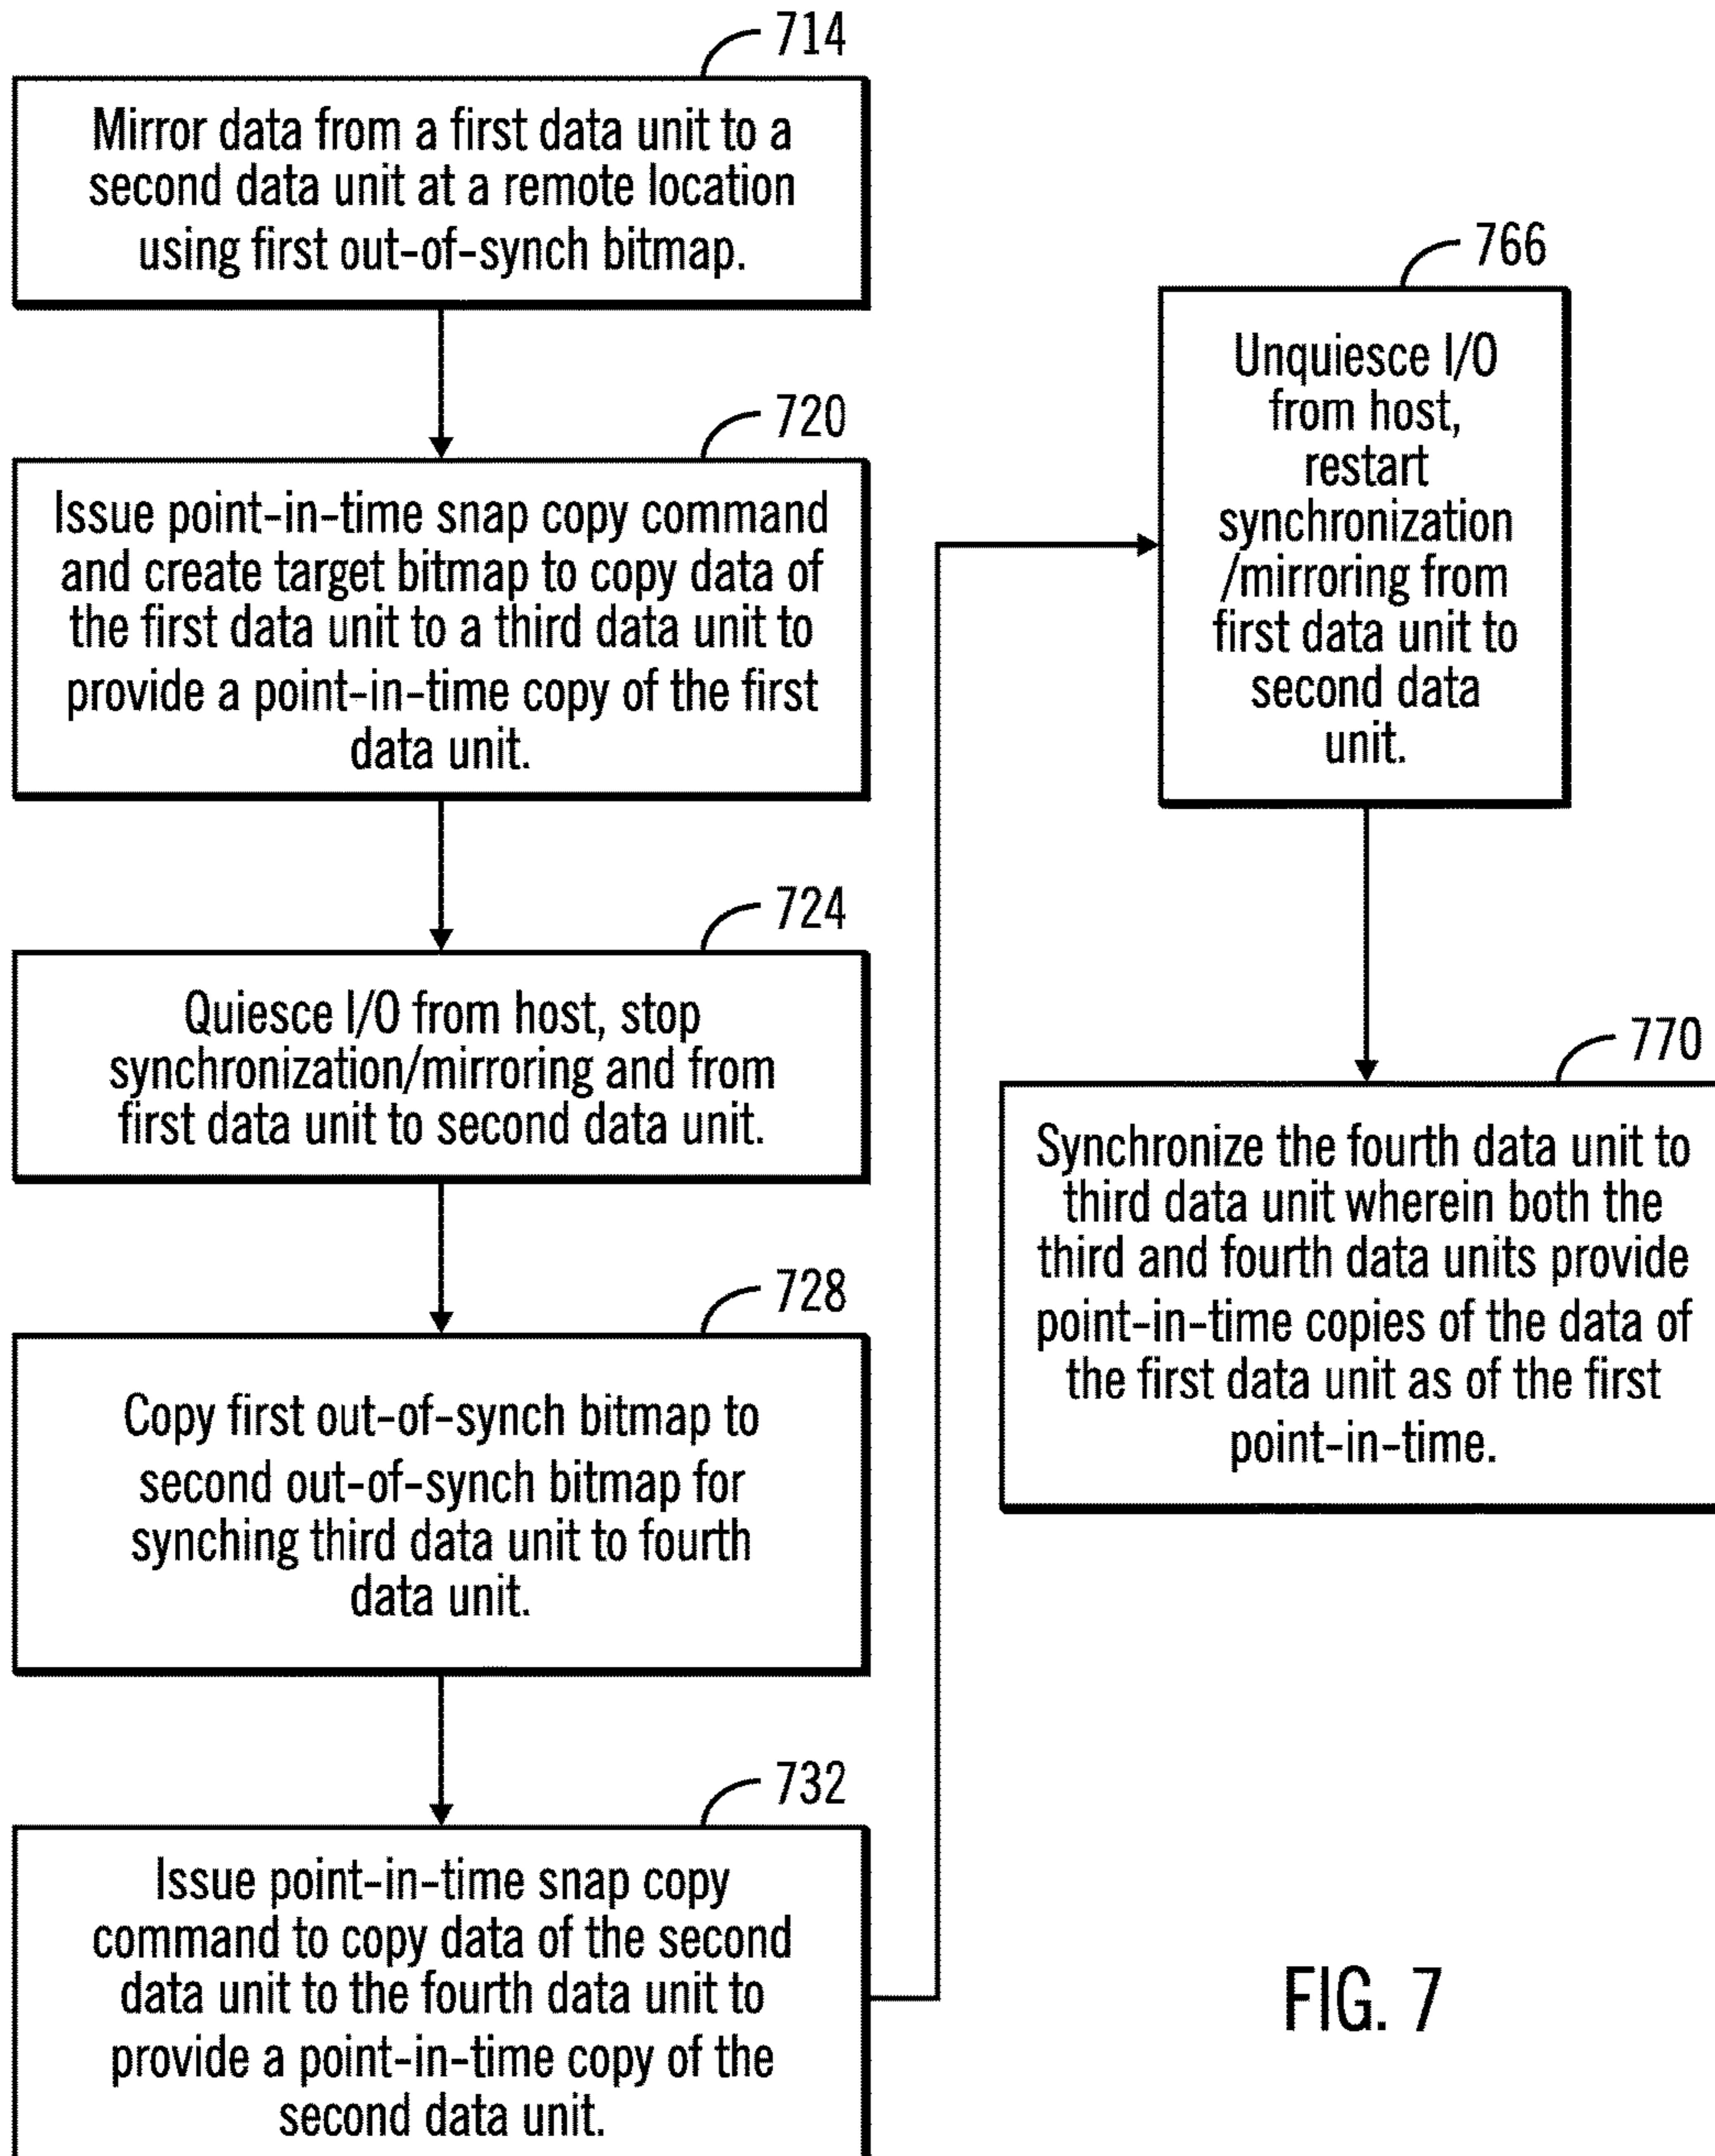 714
Mirror data from a first data unit to a
second data unit at a remote location
using first out-of-synch bitmap.
720
Issue point-in-time snap copy command
and create target bitmap to copy data of
the first data unit to a third data unit to
provide a point-in-time copy of the first
data unit.
724
Quiesce I/O from host, stop
synchronization/mirroring and from
first data unit to second data unit.
728
Copy first out-of-synch bitmap to
second out-of-synch bitmap for
synching third data unit to fourth
data unit.
732
Issue point-in-time snap copy
command to copy data of the second
data unit to the fourth data unit to
provide a point-in-time copy of the
second data unit.
766
Unquiesce I/O
from host,
restart
synchronization
/mirroring from
first data unit to
second data
unit.
770
Synchronize the fourth data unit to
third data unit wherein both the
third and fourth data units provide
point-in-time copies of the data of
the first data unit as of the first
point-in-time.
FIG. 7